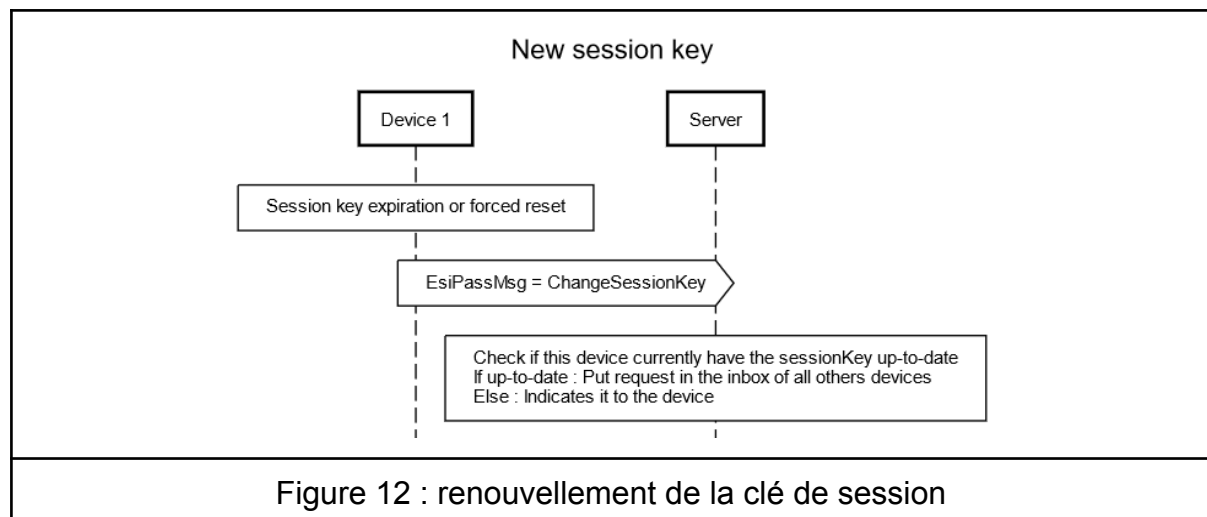 New session key
Device 1
Server
Session key expiration or forced reset
EsiPassMsg = ChangeSessionKey
Check if this device currently have the sessionKey up-to-date
If up-to-date : Put request in the inbox of all others devices
Else : Indicates it to the device
Figure 12 : renouvellement de la clé de session